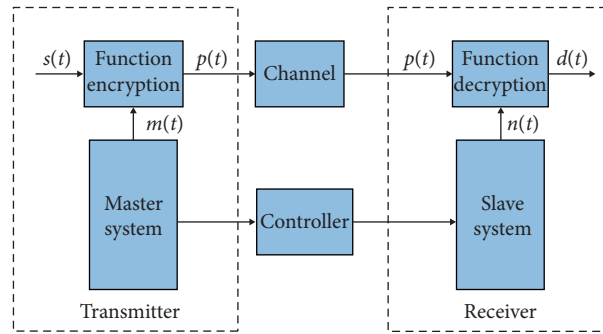 s(t)
Function
encryption
p(t)
Channel
p(t)
Function
decryption
d(t)
m(t)
n(t)
Master
system
Controller
Slave
system
Transmitter
Receiver